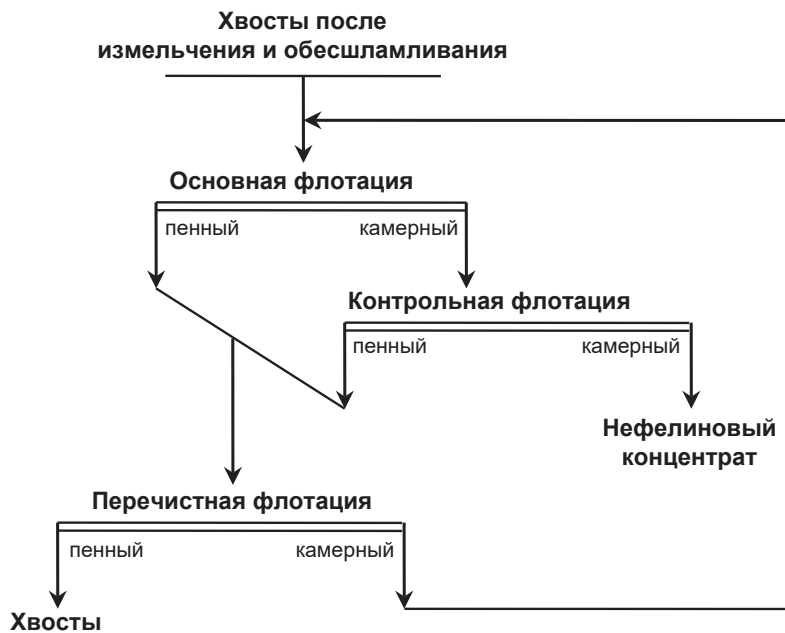 Хвосты после
измельчения и обесшламливания
Основная флотация
пенный
камерный
Контрольная флотация
пенный
камерный
Нефелиновый
концентрат
Перечистная флотация
пенный
камерный
Хвосты